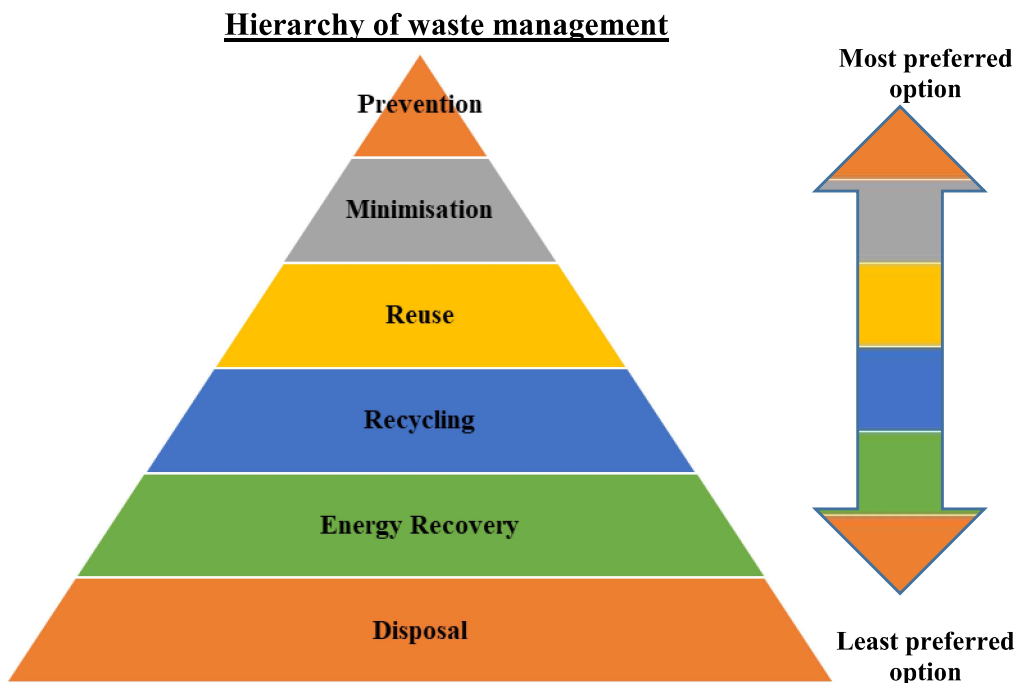 Hierarchy of waste management
Most preferred
option
Prevention
Minimisation
Reuse
Recycling
Energy Recovery
Disposal
Least preferred
option